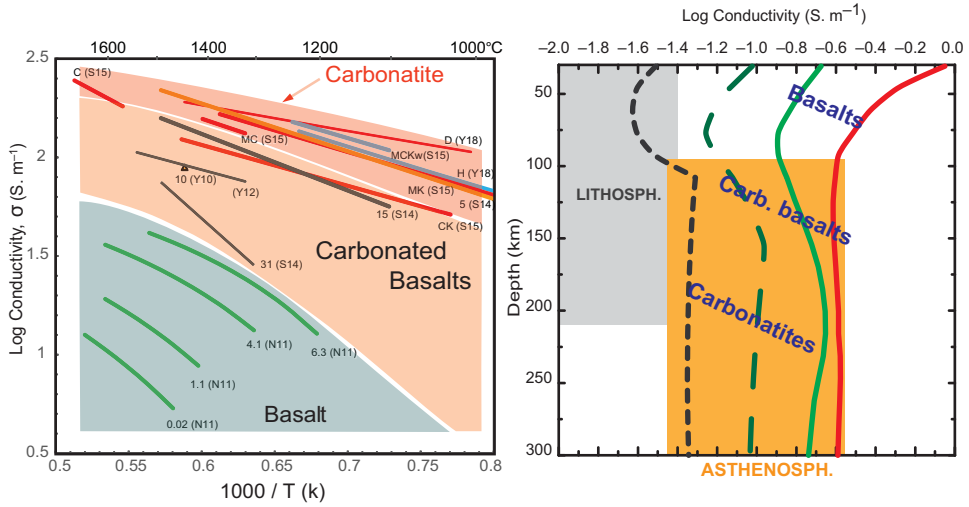 1600
1400
1200
1000°C
2.5
2.0
1.5
1
0.5
Log Conductivity, σ (S. m⁻¹)
C (S15)
Carbonatite
MC (S15)
D (Y18)
MCKw(S15)
10 (Y10)
(Y12)
H (Y18)
MK (S15)
5 (S14
15 (S14)
CK (S15)
31 (S14)
Carbonated
Basalts
4.1 (N11)
6.3 (N11)
1.1 (N11)
0.02 (N11)
Basalt
0.5
0.55
0.6
0.65
0.7
0.75
0.8
1000 / T (k)
Log Conductivity (S. m⁻¹)
−2.0
−1.8
−1.6
−1.4
−1.2
−1.0
−0.8
−0.6
0.4
0.0
50
100
150
200
250
300
Depth (km)
LITHOSPH.
Basalts
Carb. basalts
Carbonatites
ASTHENOSPH.